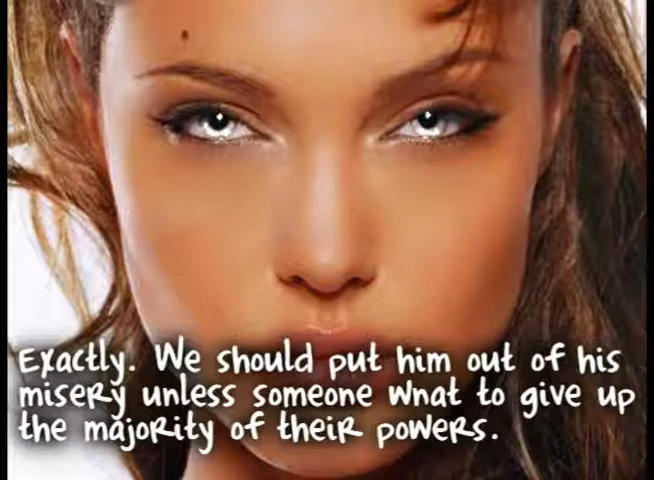 Exactly. We should put him out of his
misery unless someone wnat to give up
the majority of their powers.